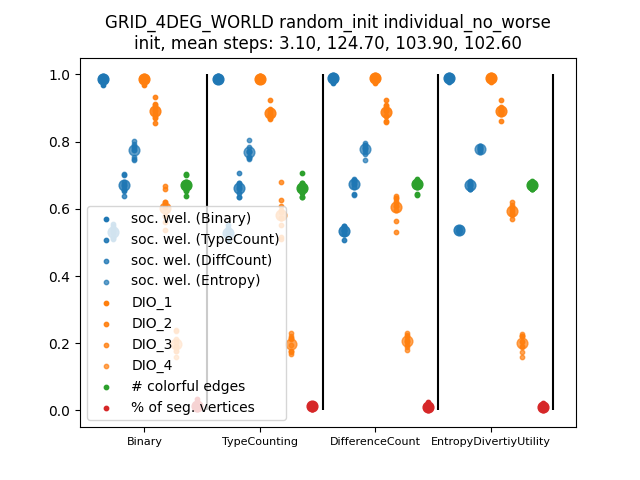 GRID_4DEG_WORLD random_init individual_no_worse
init, mean steps: 3.10, 124.70, 103.90, 102.60
1.0
0.8
0.6
0.4
0.2
0.0
soc. wel. (Binary)
soc. wel. (TypeCount)
soc. wel. (DiffCount)
soc. wel. (Entropy)
DIO_1
DIO_2
DIO_3
DIO_4
# colorful edges
% of seg. vertices
Binary
TypeCounting
DifferenceCount
EntropyDivertiyUtility